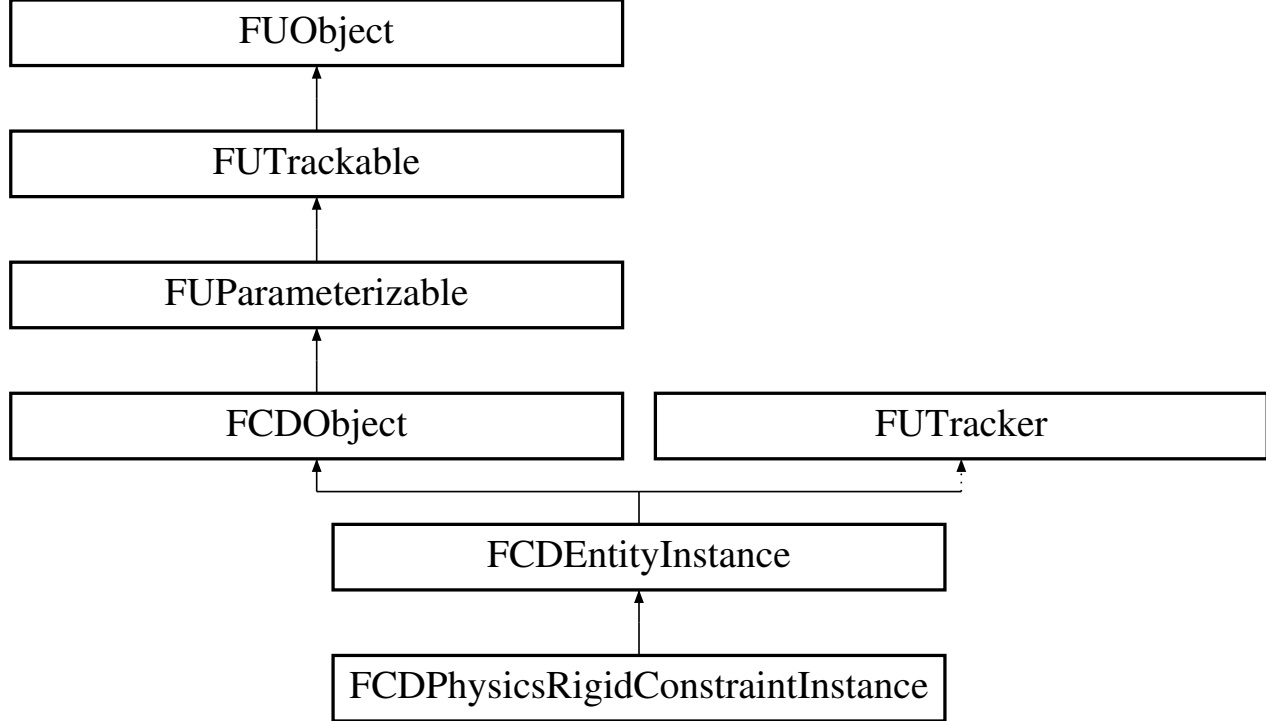 FUObject
FUTrackable
FUParameterizable
FCDObject
FUTracker
FCDEntityInstance
FCDPhysicsRigidConstraintInstance